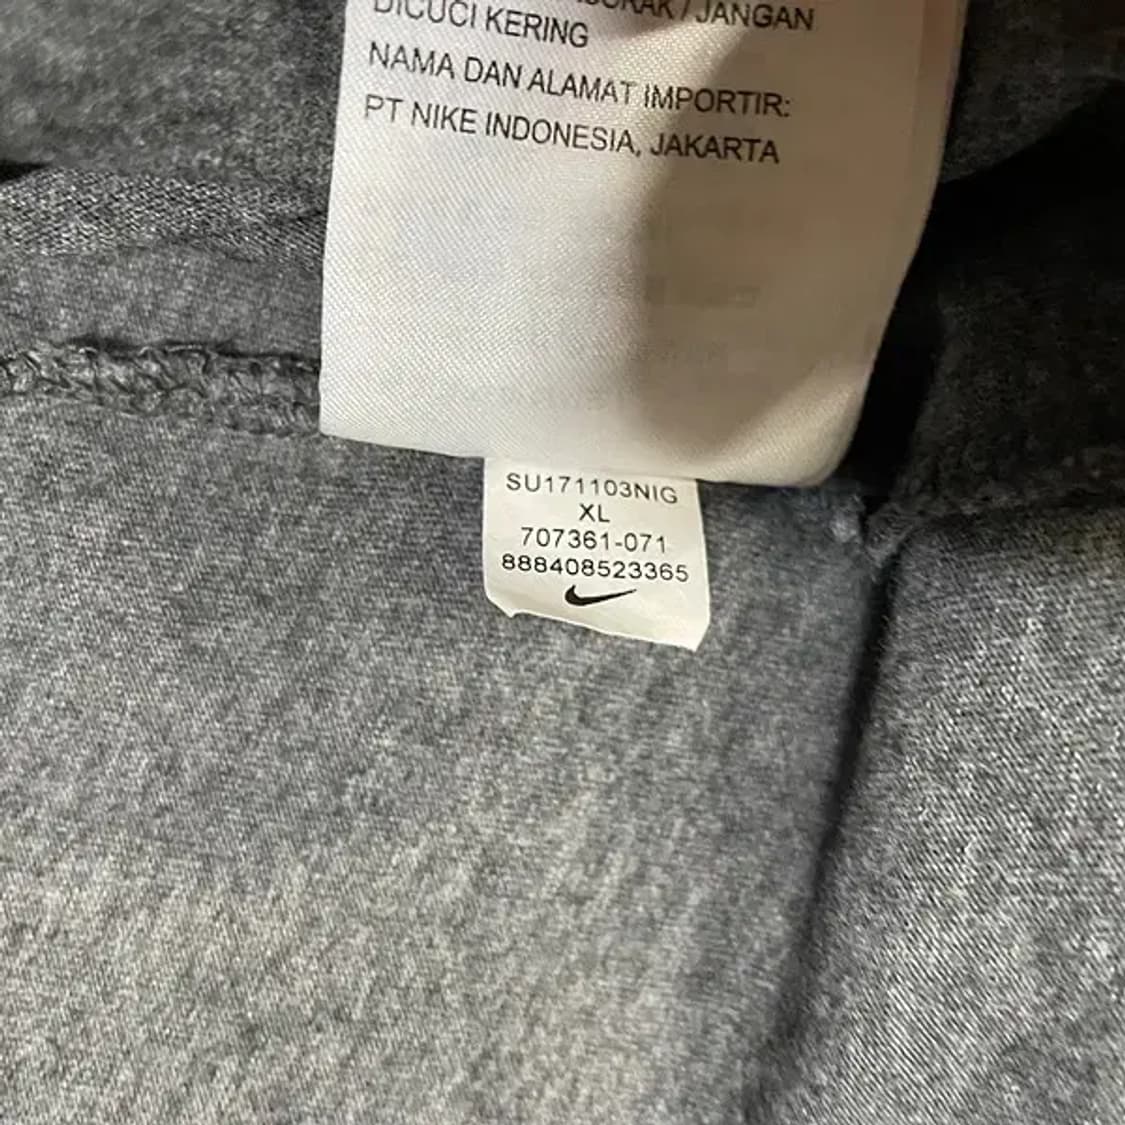 / JANGAN
DICUCI KERING
NAMA DAN ALAMAT IMPORTIR:
PT NIKE INDONESIA, JAKARTA
SU171103NIG
XL
707361-071
888408523365